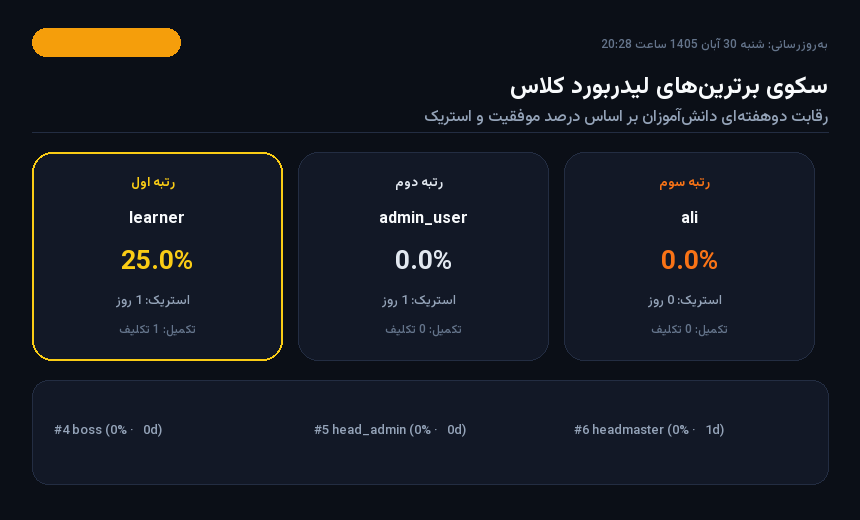 به‌روزرسانی: شنبه 30 آبان 1405 ساعت 20:28
سکوی برترین‌های لیدربورد کلاس
رقابت دوهفته‌ای دانش‌آموزان بر اساس درصد موفقیت و استریک
رتبه اول
learner
25.0%
استریک: 1 روز
تکمیل: 1 تکلیف
رتبه دوم
admin_user
0.0%
استریک: 1 روز
تکمیل: 0 تکلیف
رتبه سوم
ali
0.0%
استریک: 0 روز
تکمیل: 0 تکلیف
#4 boss (0% · 0d)
#5 head_admin (0% · 0d)
#6 headmaster (0% · 1d)